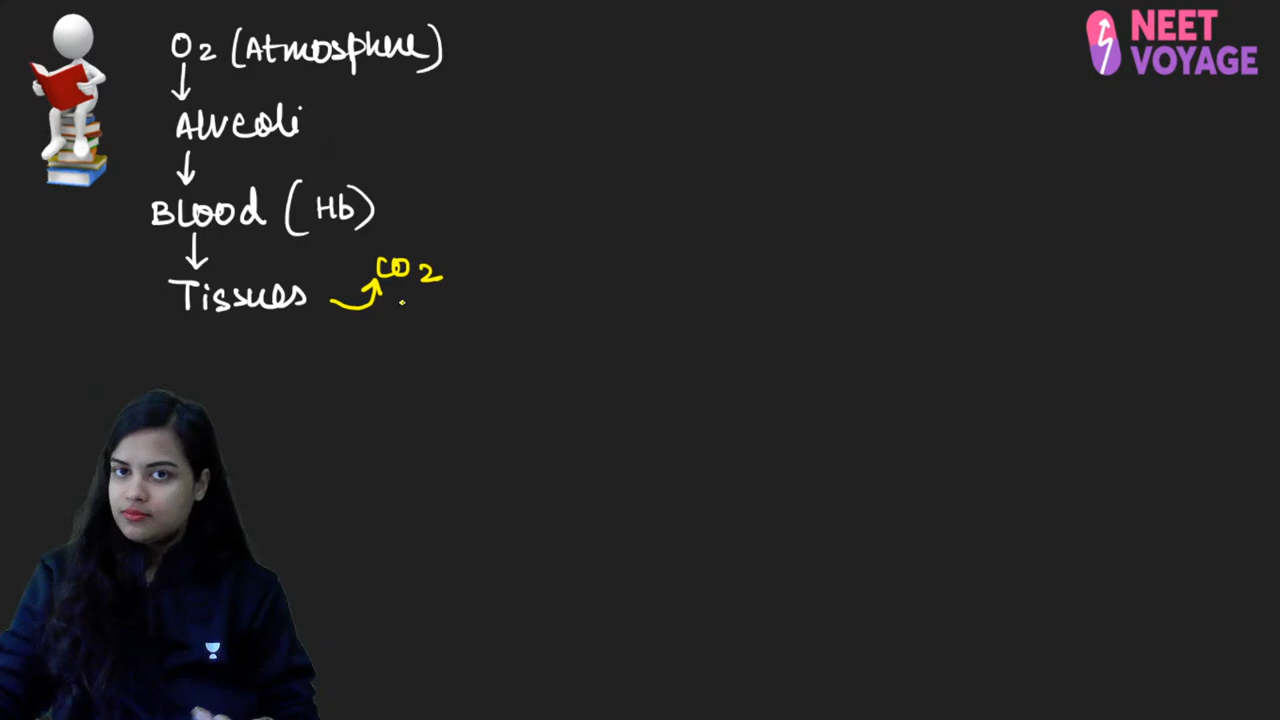 O2 (Atmosphere)
Alveoli
Blood (Hb)
Tissues
CO2
NEET
VOYAGE